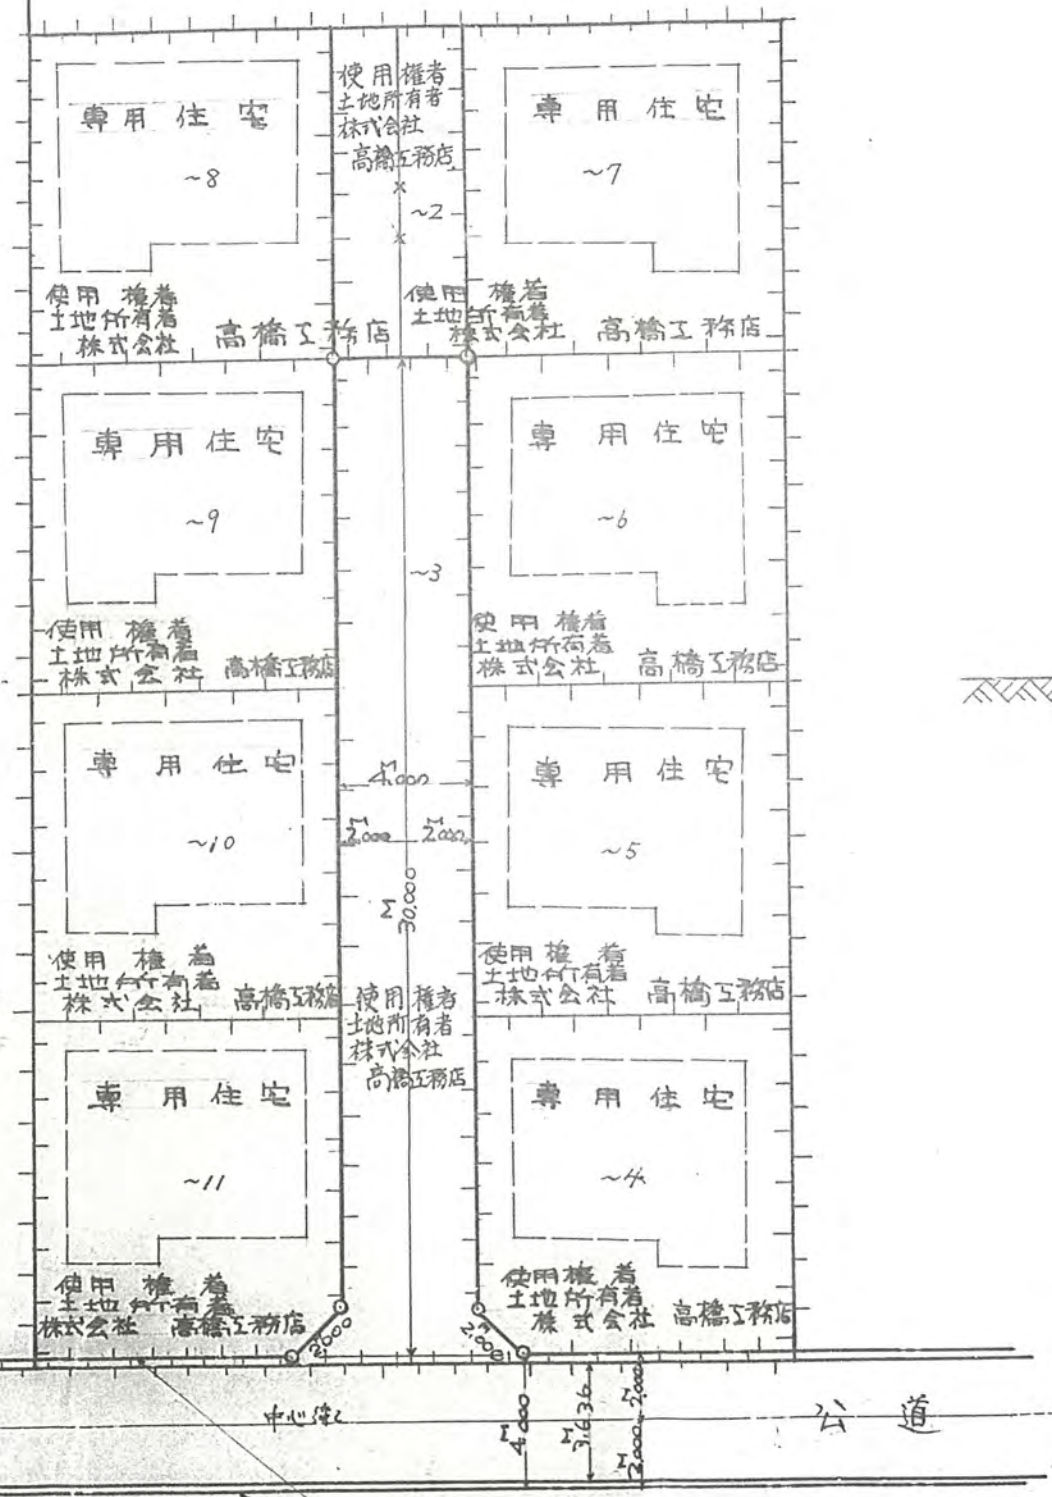 専用住宅
~8
使用権者
土地所有者
株式会社 高橋工務店
使用権者
土地所有者
株式会社
高橋工務店
~2
専用住宅
~7
使用権者
土地所有者
株式会社 高橋工務店
専用住宅
~9
使用権者
土地所有者
株式会社 高橋工務店
~3
専用住宅
~6
使用権者
土地所有者
株式会社 高橋工務店
専用住宅
~10
使用権者
土地所有者
株式会社 高橋工務店
M4.000
M2.000 M2.000
M30.000
専用住宅
~5
使用権者
土地所有者
株式会社 高橋工務店
使用権者
土地所有者
株式会社
高橋工務店
専用住宅
~11
使用権者
土地所有者
株式会社 高橋工務店
2.000
専用住宅
~4
使用権者
土地所有者
株式会社 高橋工務店
M2.000
中心線
M4.000
M3.636
M2.000
M2.000
公道